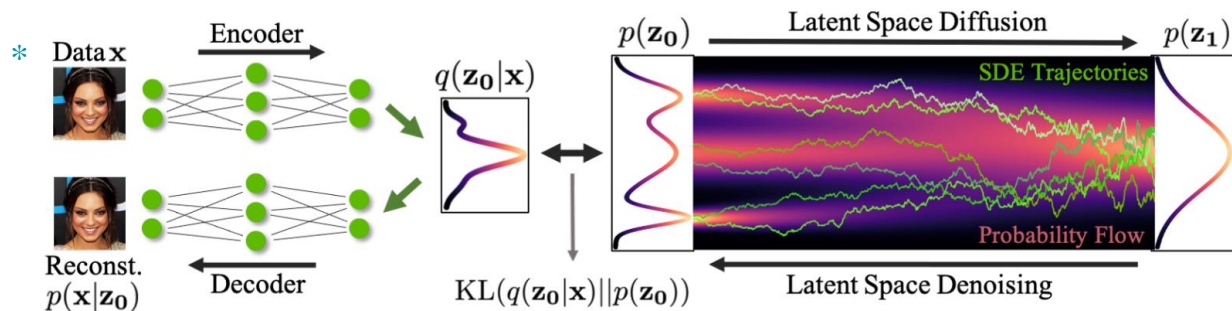 *
Data x
Encoder
q(z₀|x)
p(z₀)
Latent Space Diffusion
p(z₁)
SDE Trajectories
Probability Flow
Reconst.
p(x|z₀)
Decoder
KL(q(z₀|x)||p(z₀))
Latent Space Denoising